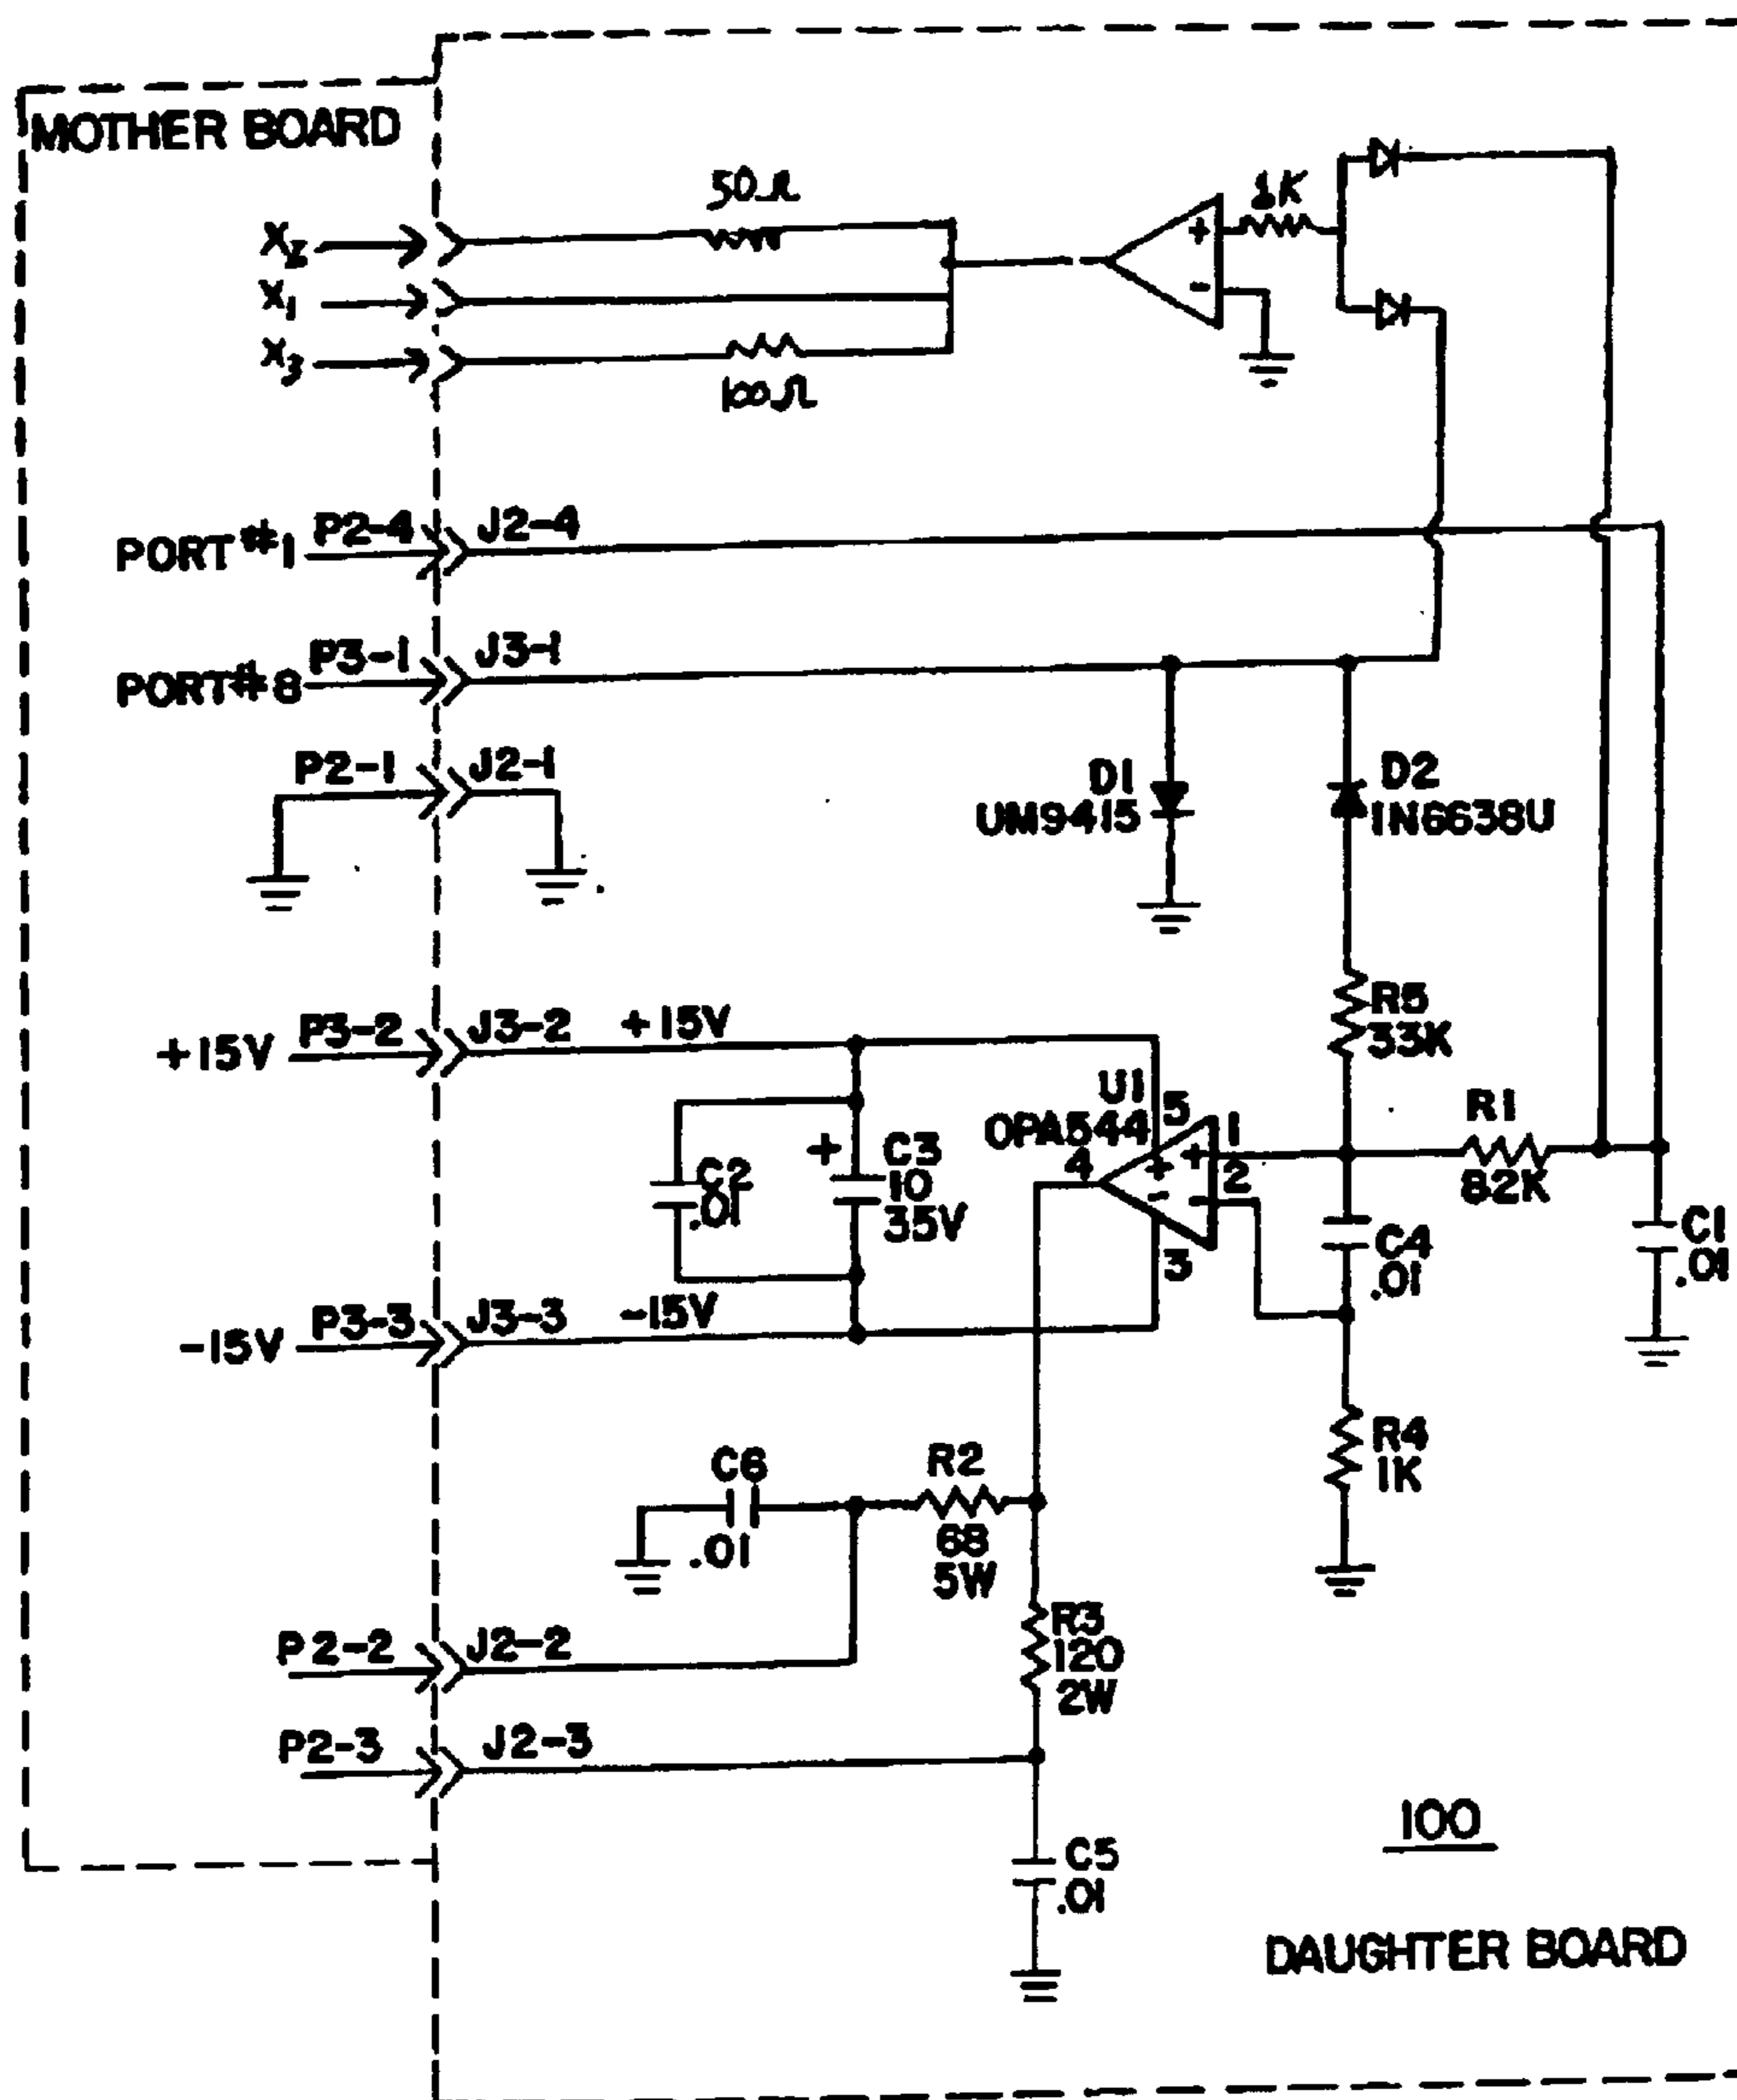 MOTHER BOARD
50Ω
1K
X2
X1
X3
+
-
100Ω
PORT #1 P2-4 J2-4
PORT#8 P3-1 J3-1
P2-1 J2-1
D1
UM9415
D2
1N6638U
+15V P3-2 J3-2 +15V
R5
33K
U1
OPA544
5
1
4
2
3
+
+
-
-
R1
82K
C2
.01
+
C3
10
35V
C4
.01
C1
.01
-15V P3-3 J3-3 -15V
R4
1K
C6
.01
R2
68
5W
P2-2 J2-2
R3
120
2W
P2-3 J2-3
C5
.01
100
DAUGHTER BOARD